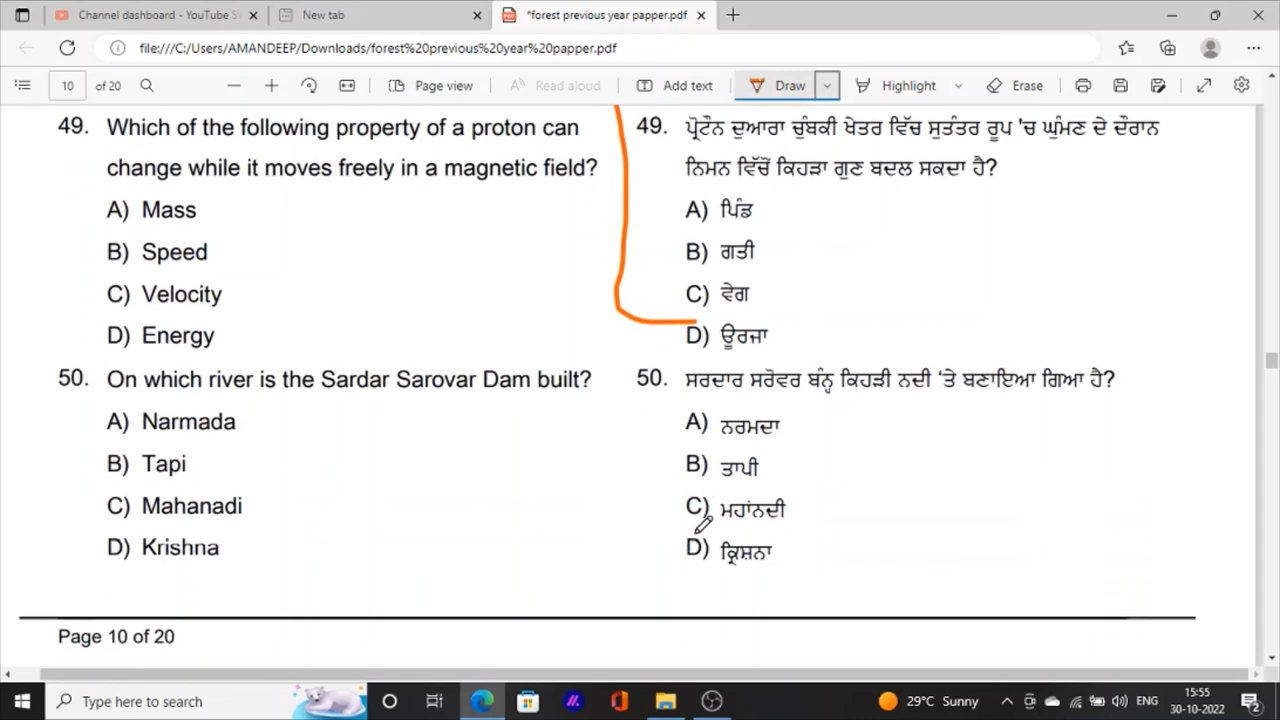 Channel dashboard - YouTube S
New tab
*forest previous year papper.pdf
file:///C:/Users/AMANDEEP/Downloads/forest%20previous%20year%20papper.pdf
10 of 20
Page view
Read aloud
Add text
Draw
Highlight
Erase
49. Which of the following property of a proton can
change while it moves freely in a magnetic field?
A) Mass
B) Speed
C) Velocity
D) Energy
50. On which river is the Sardar Sarovar Dam built?
A) Narmada
B) Tapi
C) Mahanadi
D) Krishna
49. ਪ੍ਰੋਟੌਨ ਦੁਆਰਾ ਚੁੰਬਕੀ ਖੇਤਰ ਵਿੱਚ ਸੁਤੰਤਰ ਰੂਪ 'ਚ ਘੁੰਮਣ ਦੇ ਦੌਰਾਨ
ਨਿਮਨ ਵਿੱਚੋਂ ਕਿਹੜਾ ਗੁਣ ਬਦਲ ਸਕਦਾ ਹੈ?
A) ਪਿੰਡ
B) ਗਤੀ
C) ਵੇਗ
D) ਊਰਜਾ
50. ਸਰਦਾਰ ਸਰੋਵਰ ਬੰਨ੍ਹ ਕਿਹੜੀ ਨਦੀ 'ਤੇ ਬਣਾਇਆ ਗਿਆ ਹੈ?
A) ਨਰਮਦਾ
B) ਤਾਪੀ
C) ਮਹਾਂਨਦੀ
D) ਕ੍ਰਿਸ਼ਨਾ
Page 10 of 20
Type here to search
29°C Sunny
ENG
15:55
30-10-2022
2